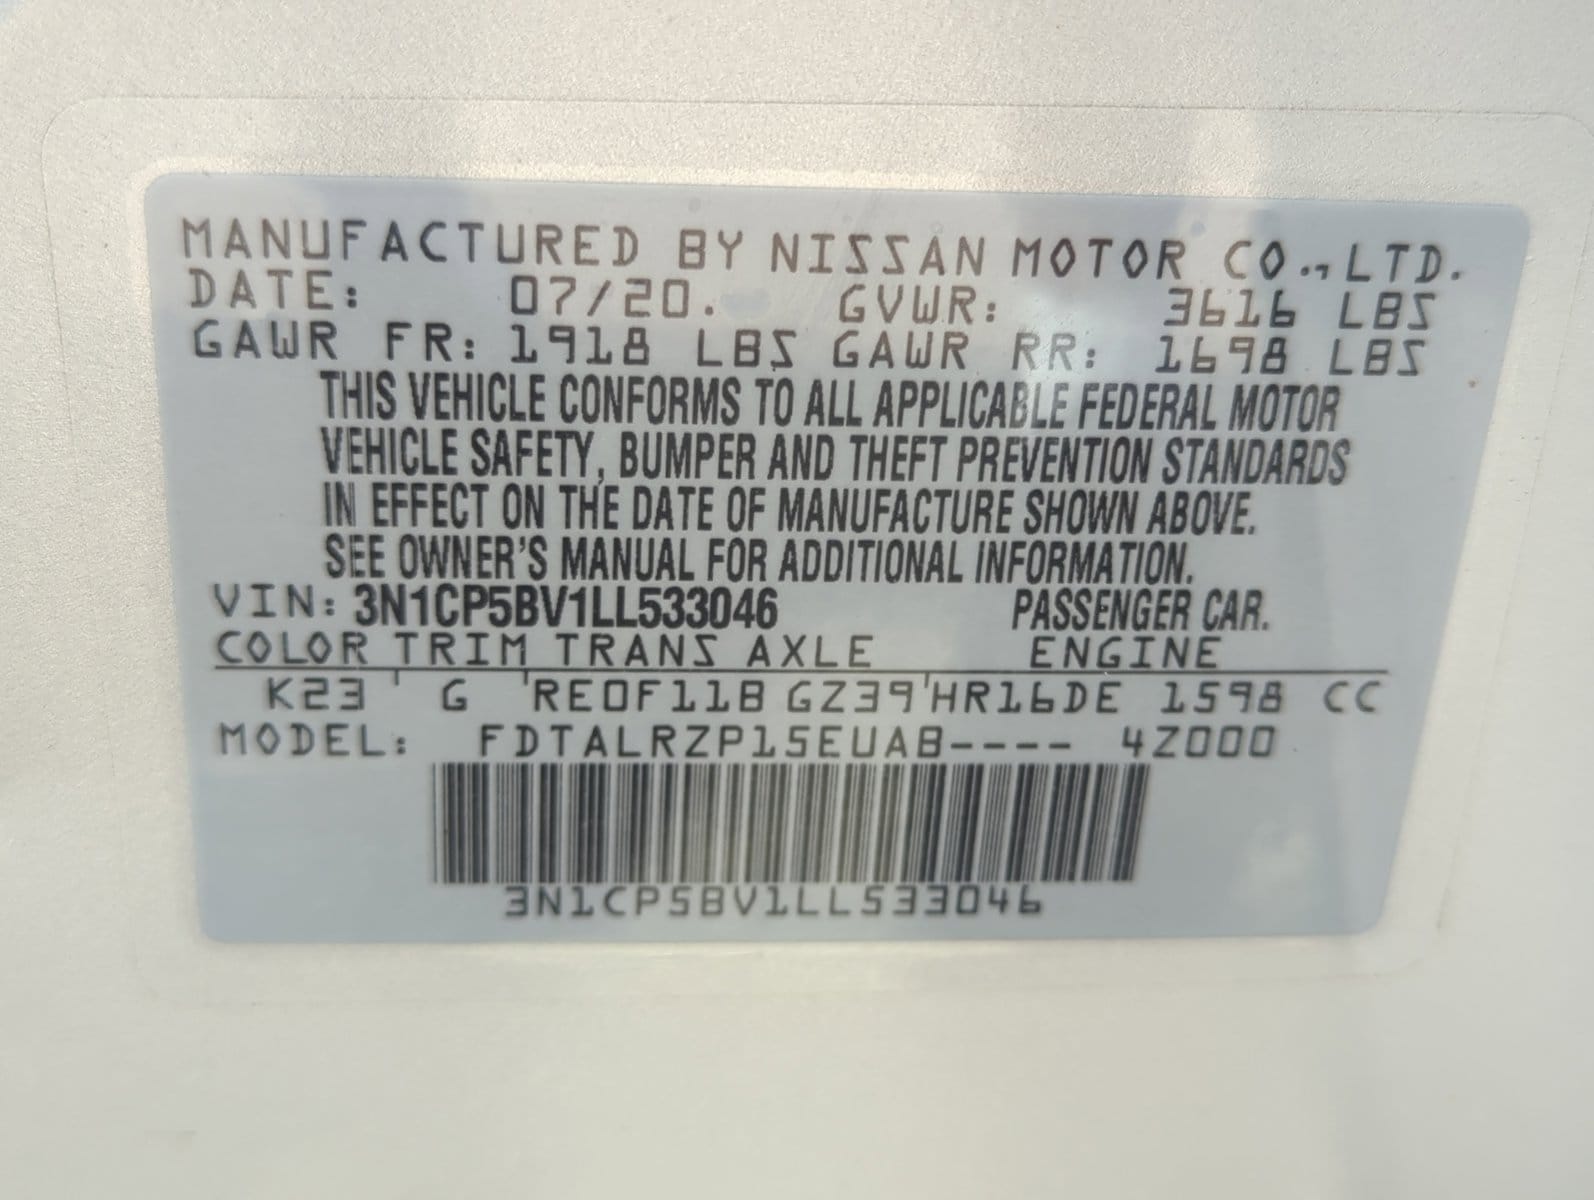 MANUFACTURED BY NISSAN MOTOR CO., LTD.
DATE: 07/20. GVWR: 3616 LBS
GAWR FR: 1918 LBS GAWR RR: 1698 LBS
THIS VEHICLE CONFORMS TO ALL APPLICABLE FEDERAL MOTOR
VEHICLE SAFETY, BUMPER AND THEFT PREVENTION STANDARDS
IN EFFECT ON THE DATE OF MANUFACTURE SHOWN ABOVE.
SEE OWNER'S MANUAL FOR ADDITIONAL INFORMATION.
VIN: 3N1CP5BV1LL533046 PASSENGER CAR.
COLOR TRIM TRANS AXLE ENGINE
K23 ' G 'RE0F11B GZ39'HR16DE 1598 CC
MODEL: FDTALRZP15EUAB---- 4Z000
3N1CP5BV1LL533046